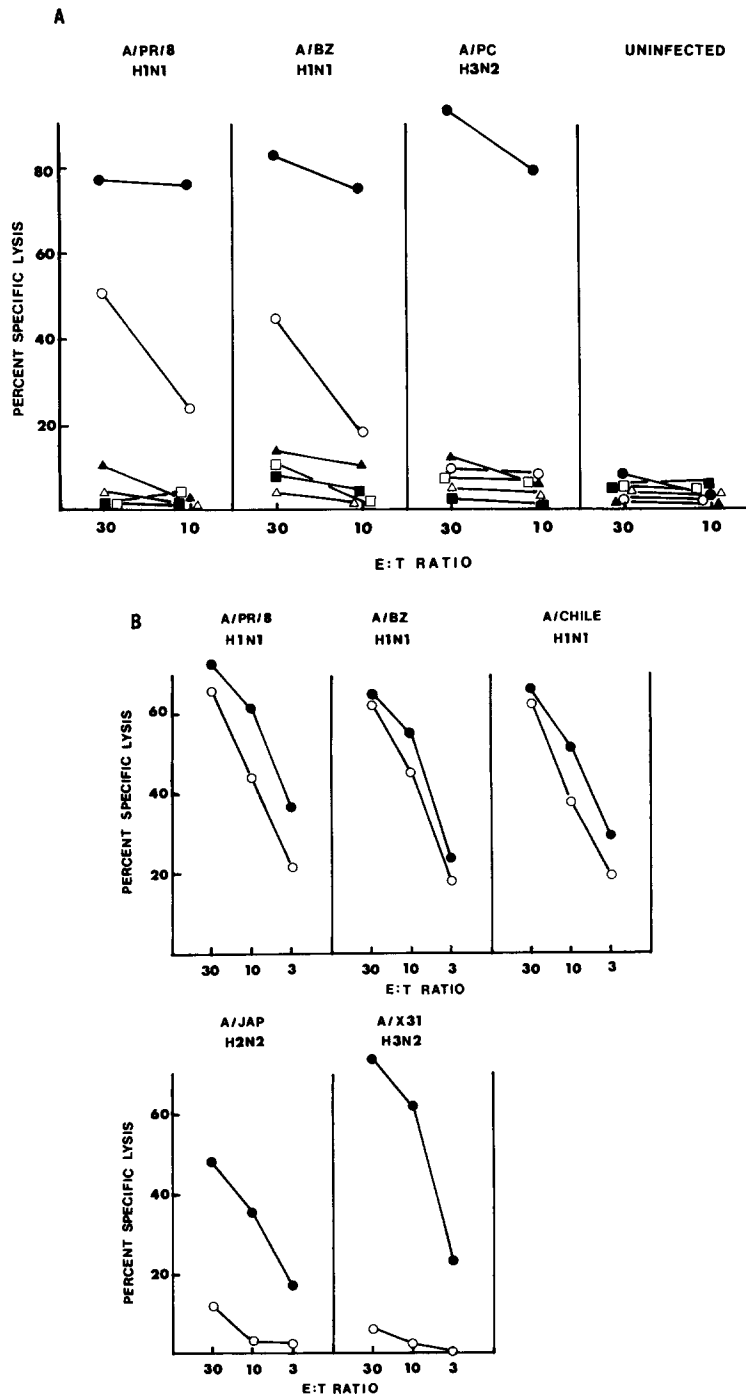 A
A/PR/8
H1N1
A/BZ
H1N1
A/PC
H3N2
UNINFECTED
PERCENT SPECIFIC LYSIS
80
60
40
20
30 10 30 10 30 10 30 10
E:T RATIO
B
A/PR/8
H1N1
A/BZ
H1N1
A/CHILE
H1N1
PERCENT SPECIFIC LYSIS
60
40
20
30 10 3 30 10 3 30 10 3
E:T RATIO
A/JAP
H2N2
A/X31
H3N2
PERCENT SPECIFIC LYSIS
60
40
20
30 10 3 30 10 3
E:T RATIO